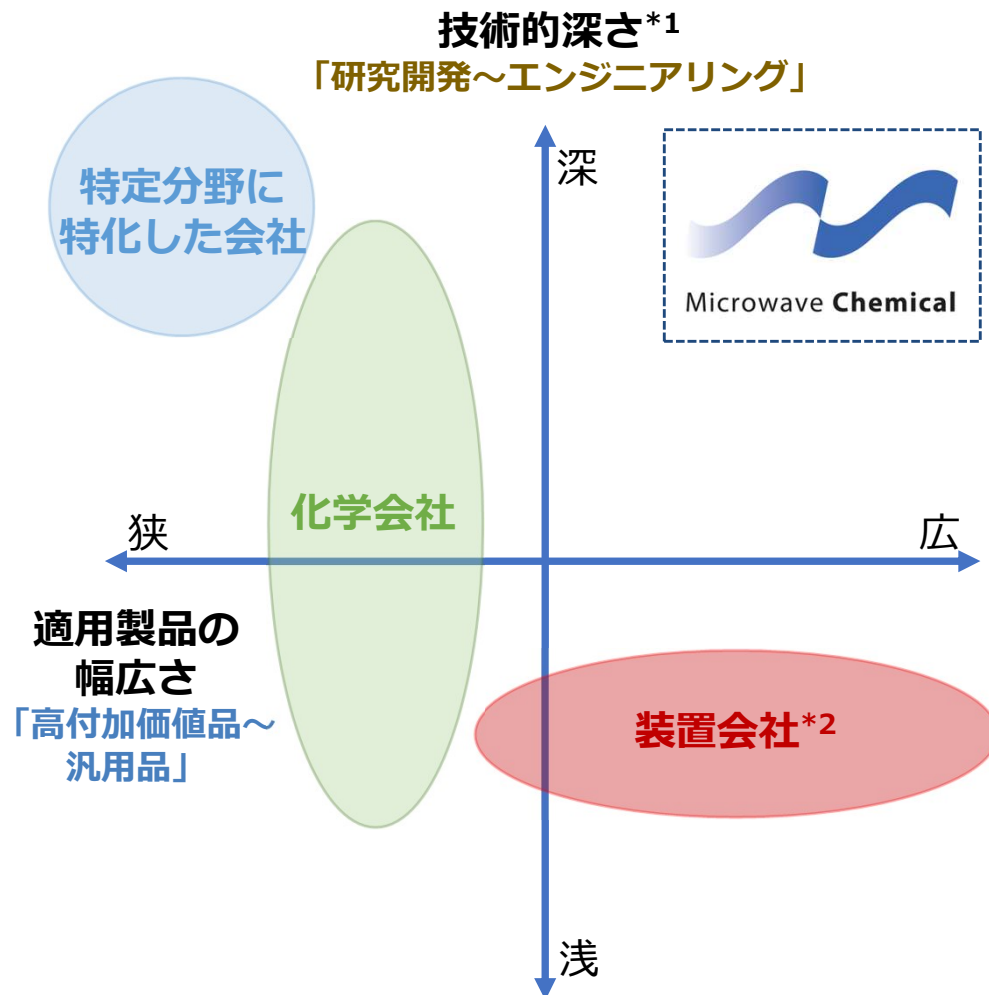 技術的深さ*1
「研究開発～エンジニアリング」
深
特定分野に
特化した会社
Microwave Chemical
化学会社
狭
広
適用製品の
幅広さ
「高付加価値品～
汎用品」
装置会社*2
浅